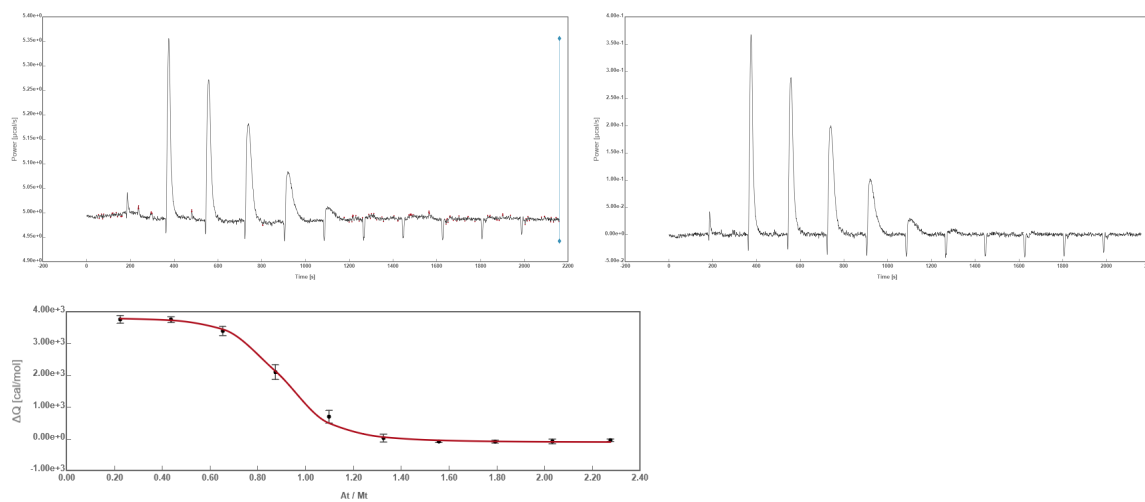 5.40e+0
5.35e+0
5.30e+0
5.25e+0
5.20e+0
5.15e+0
5.10e+0
5.05e+0
5.00e+0
4.95e+0
4.90e+0
Power [µcal/s]
-200 0 200 400 600 800 1000 1200 1400 1600 1800 2000 2200
Time [s]
4.00e-1
3.50e-1
3.00e-1
2.50e-1
2.00e-1
1.50e-1
1.00e-1
5.00e-2
0.00e+0
-5.00e-2
Power [µcal/s]
-200 0 200 400 600 800 1000 1200 1400 1600 1800 2000
Time [s]
4.00e+3
3.00e+3
2.00e+3
1.00e+3
0.00e+0
-1.00e+3
ΔQ [cal/mol]
0.00 0.20 0.40 0.60 0.80 1.00 1.20 1.40 1.60 1.80 2.00 2.20 2.40
At / Mt